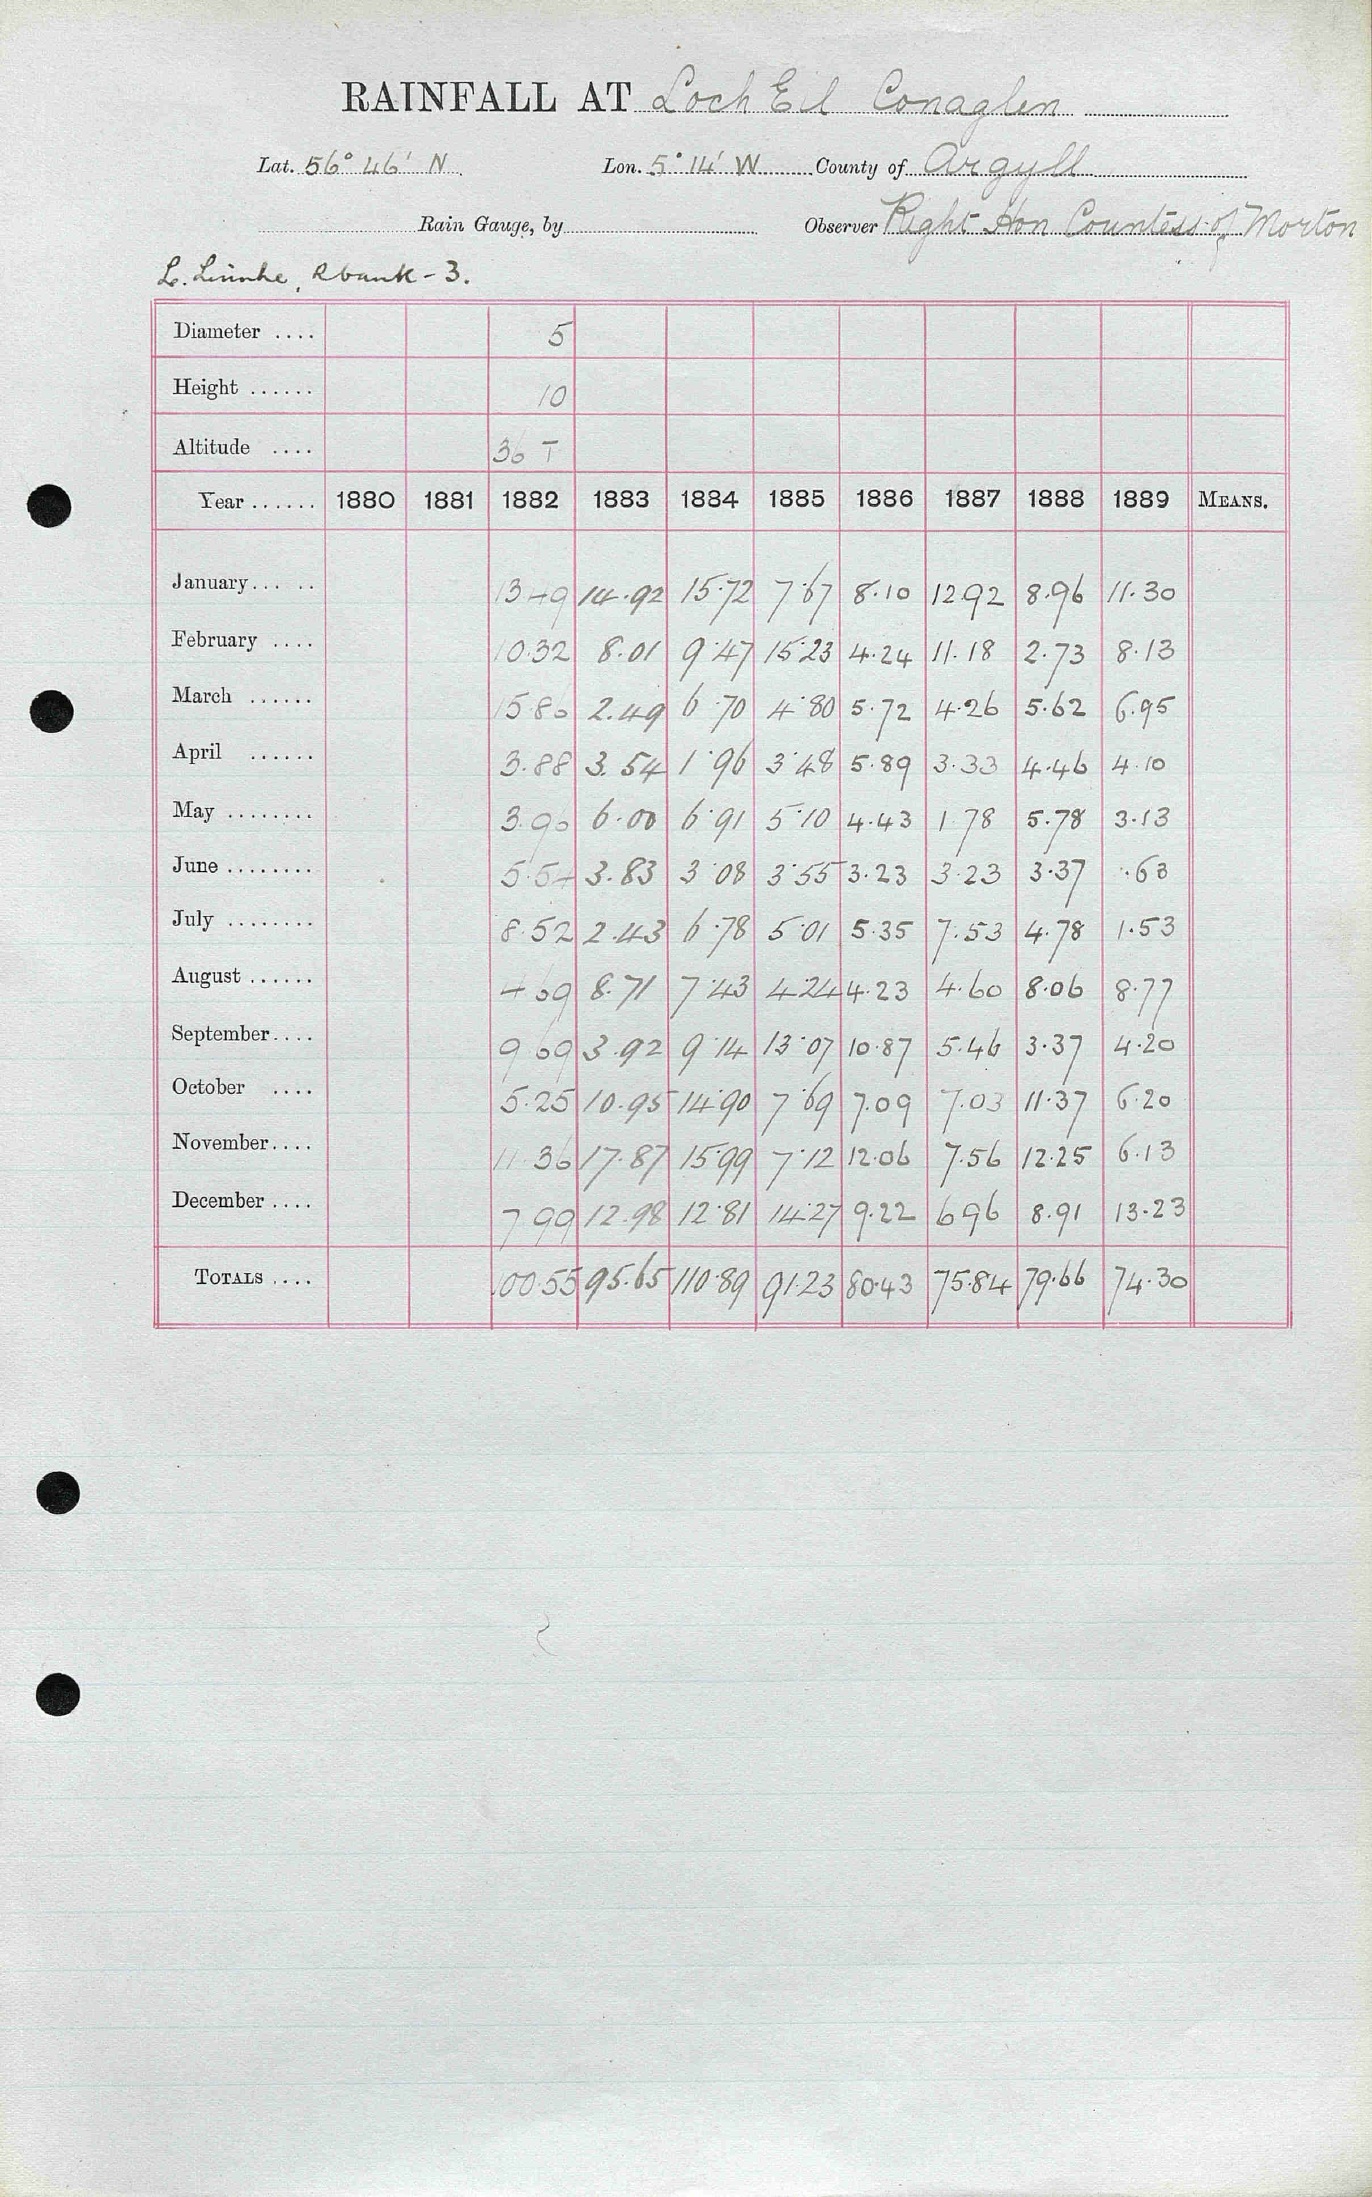 RAINFALL AT Loch Eil Conaglen
Lat. 56° 46' N. Lon. 5° 14' W County of Argyll
Rain Gauge, by Observer Right Hon Countess of Morton
L. Linnhe, R bank - 3.
Diameter .... 5
Height ...... 10
Altitude .... 36 T
Year ...... 1880 1881 1882 1883 1884 1885 1886 1887 1888 1889 MEANS.
January... .. 13.49 14.92 15.72 7.67 8.10 12.92 8.96 11.30
February .... 10.32 8.01 9.47 15.23 4.24 11.18 2.73 8.13
March ...... 15.86 2.49 6.70 4.80 5.72 4.26 5.62 6.95
April ...... 3.88 3.54 1.96 3.48 5.89 3.33 4.46 4.10
May ........ 3.96 6.00 6.91 5.10 4.43 1.78 5.78 3.13
June ........ 5.54 3.83 3.08 3.55 3.23 3.23 3.37 .63
July ........ 8.52 2.43 6.78 5.01 5.35 7.53 4.78 1.53
August ...... 4.69 8.71 7.43 4.24 4.23 4.60 8.06 8.77
September.... 9.69 3.92 9.14 13.07 10.87 5.46 3.37 4.20
October .... 5.25 10.95 14.90 7.69 7.09 7.03 11.37 6.20
November.... 11.36 17.87 15.99 7.12 12.06 7.56 12.25 6.13
December .... 7.99 12.98 12.81 14.27 9.22 6.96 8.91 13.23
TOTALS .... 100.55 95.65 110.89 91.23 80.43 75.84 79.66 74.30